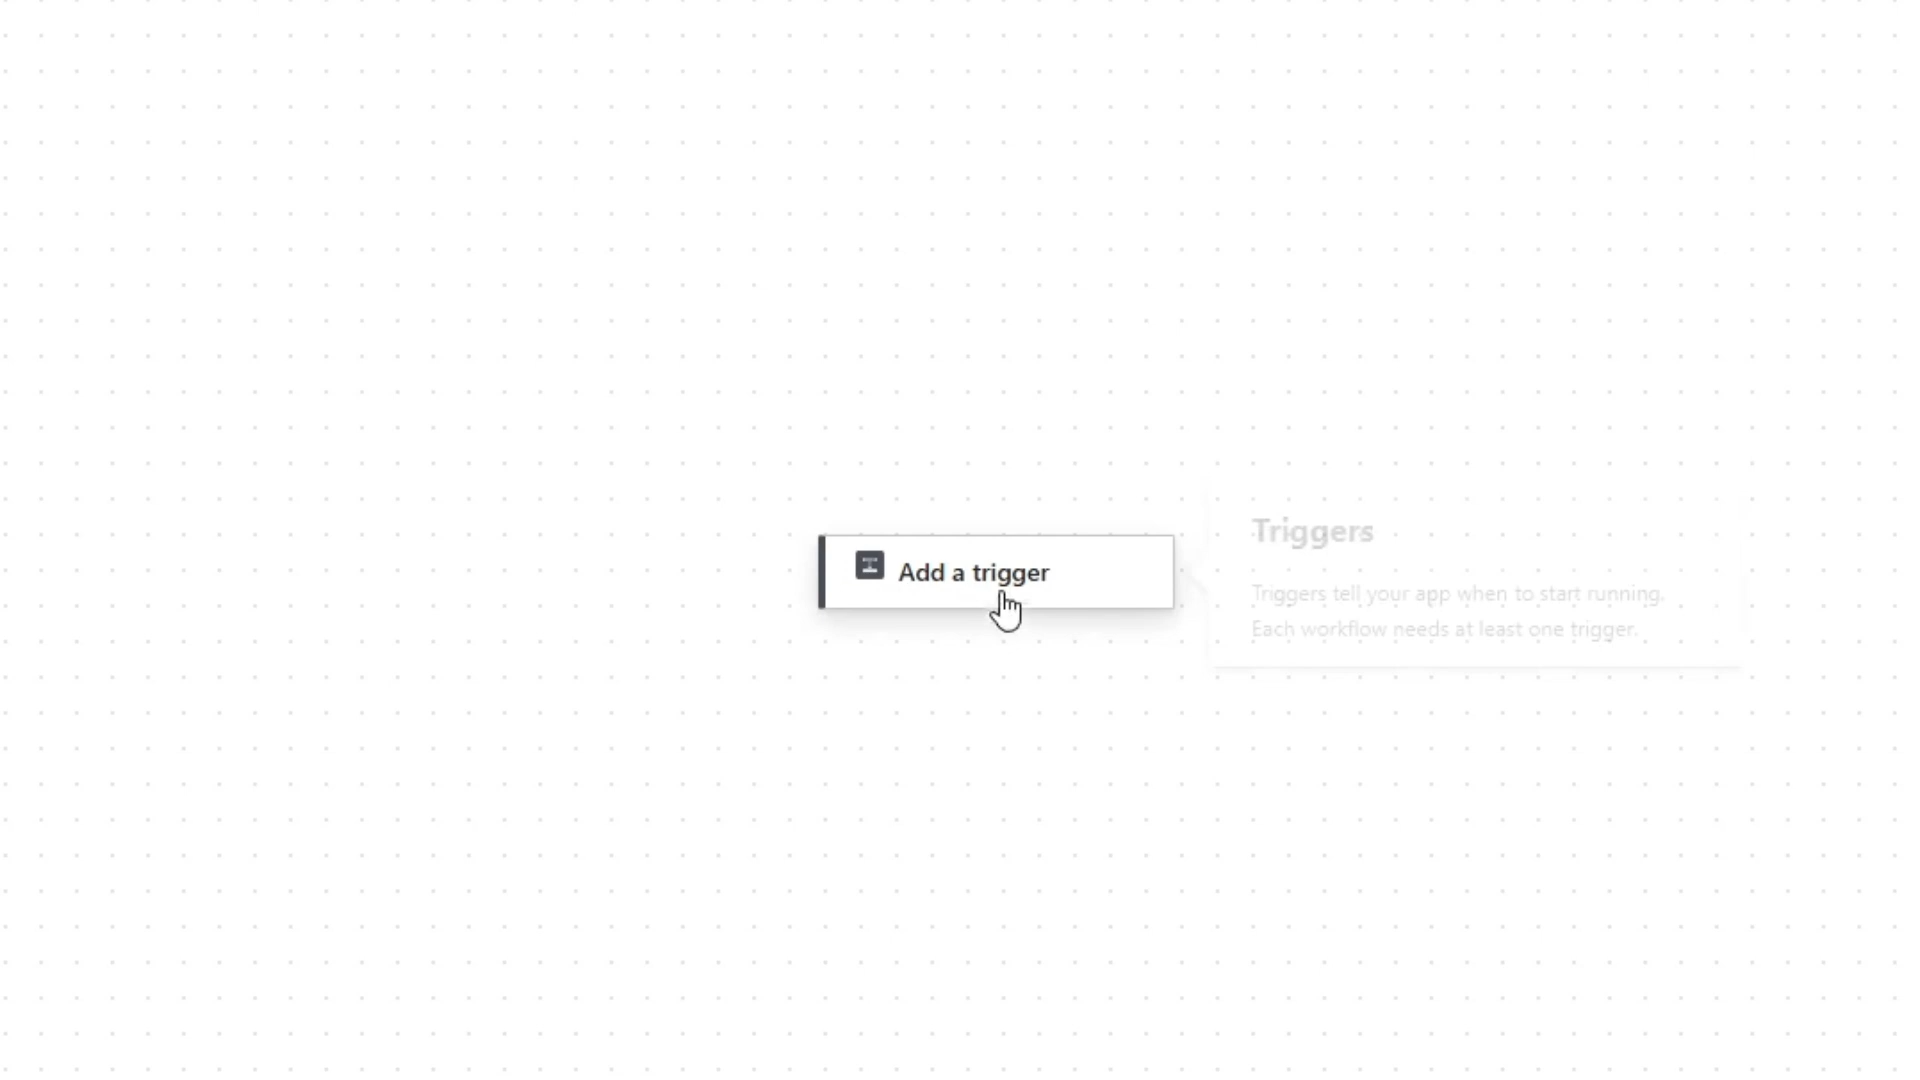 Add a trigger
Triggers
Triggers tell your app when to start running.
Each workflow needs at least one trigger.